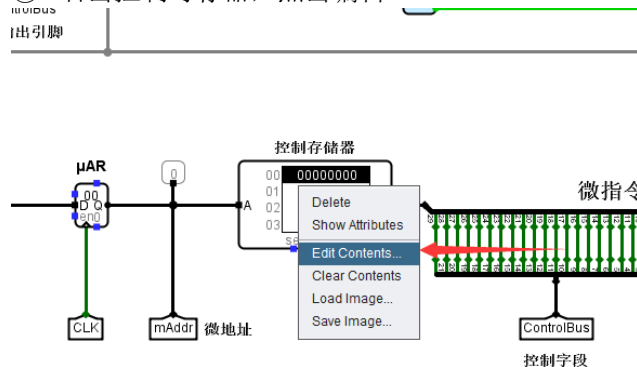 出引脚
控制存储器
μAR
0
00 00000000
01
02
03
00
D Q
en0
A
se
Delete
Show Attributes
Edit Contents...
Clear Contents
Load Image...
Save Image...
微指令
CLK
mAddr 微地址
ControlBus
控制字段